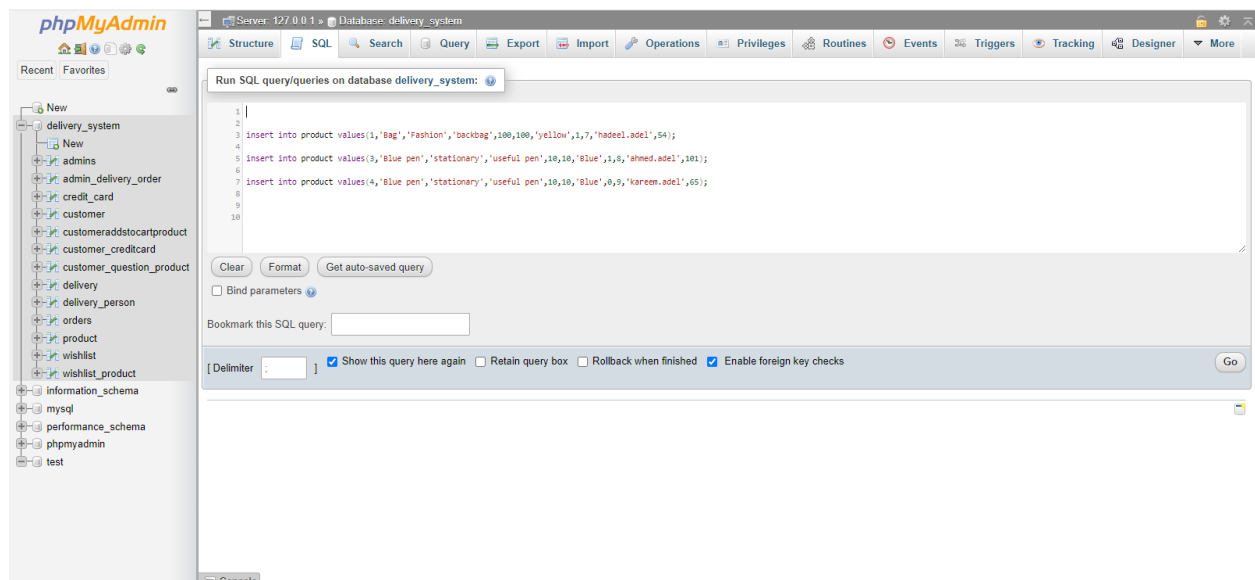 phpMyAdmin
Recent Favorites
New
delivery_system
New
admins
admin_delivery_order
credit_card
customer
customeraddstocartproduct
customer_creditcard
customer_question_product
delivery
delivery_person
orders
product
wishlist
wishlist_product
information_schema
mysql
performance_schema
phpmyadmin
test
Server: 127.0.0.1 » Database: delivery_system
Structure SQL Search Query Export Import Operations Privileges Routines Events Triggers Tracking Designer More
Run SQL query/queries on database delivery_system:
1
2
3 insert into product values(1,'Bag','Fashion','backbag',100,100,'yellow',1,7,'hadeel.adel',54);
4
5 insert into product values(3,'Blue pen','stationary','useful pen',10,10,'Blue',1,8,'ahmed.adel',101);
6
7 insert into product values(4,'Blue pen','stationary','useful pen',10,10,'Blue',0,9,'kareem.adel',65);
8
9
10
Clear Format Get auto-saved query
Bind parameters
Bookmark this SQL query:
[ Delimiter ; ] Show this query here again Retain query box Rollback when finished Enable foreign key checks Go
Console